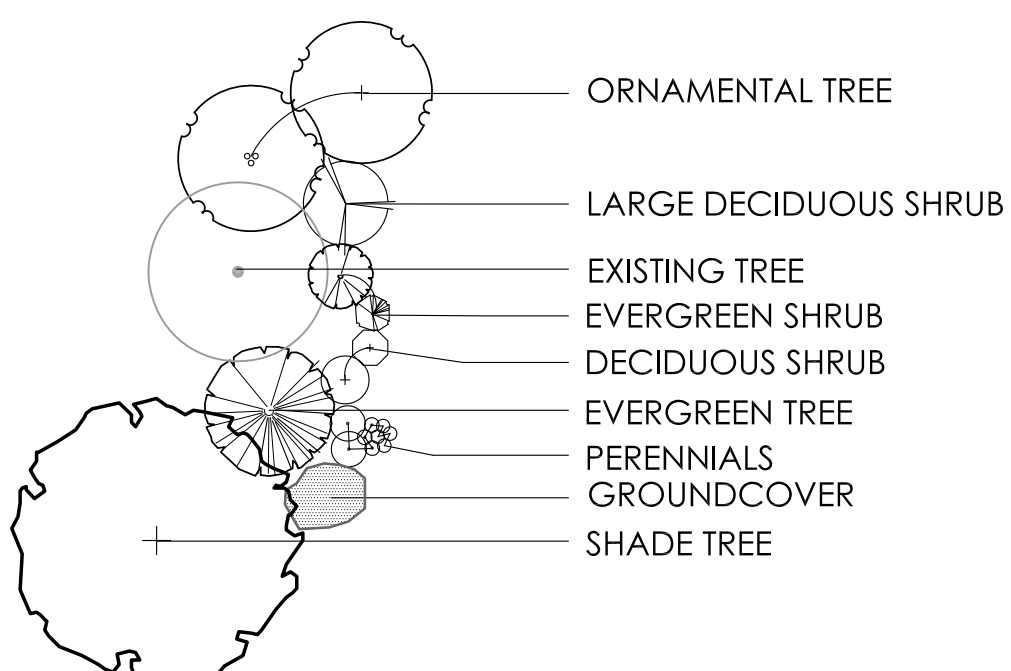 ORNAMENTAL TREE
LARGE DECIDUOUS SHRUB
EXISTING TREE
EVERGREEN SHRUB
DECIDUOUS SHRUB
EVERGREEN TREE
PERENNIALS
GROUNDCOVER
SHADE TREE